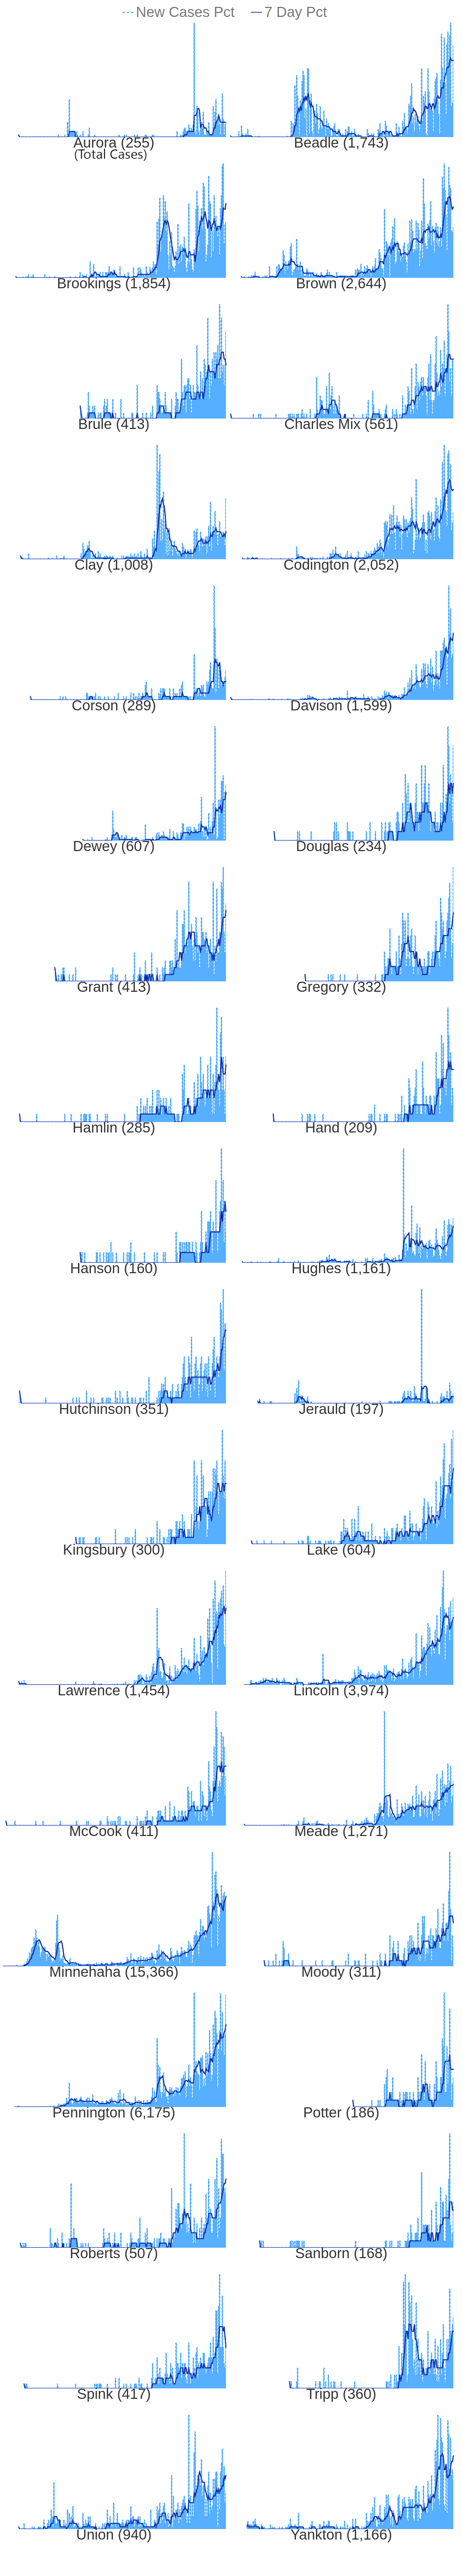 New Cases Pct 7 Day Pct
Aurora (255) Beadle (1,743)
(Total Cases)
Brookings (1,854) Brown (2,644)
Brule (413) Charles Mix (561)
Clay (1,008) Codington (2,052)
Corson (289) Davison (1,599)
Dewey (607) Douglas (234)
Grant (413) Gregory (332)
Hamlin (285) Hand (209)
Hanson (160) Hughes (1,161)
Hutchinson (351) Jerauld (197)
Kingsbury (300) Lake (604)
Lawrence (1,454) Lincoln (3,974)
McCook (411) Meade (1,271)
Minnehaha (15,366) Moody (311)
Pennington (6,175) Potter (186)
Roberts (507) Sanborn (168)
Spink (417) Tripp (360)
Union (940) Yankton (1,166)